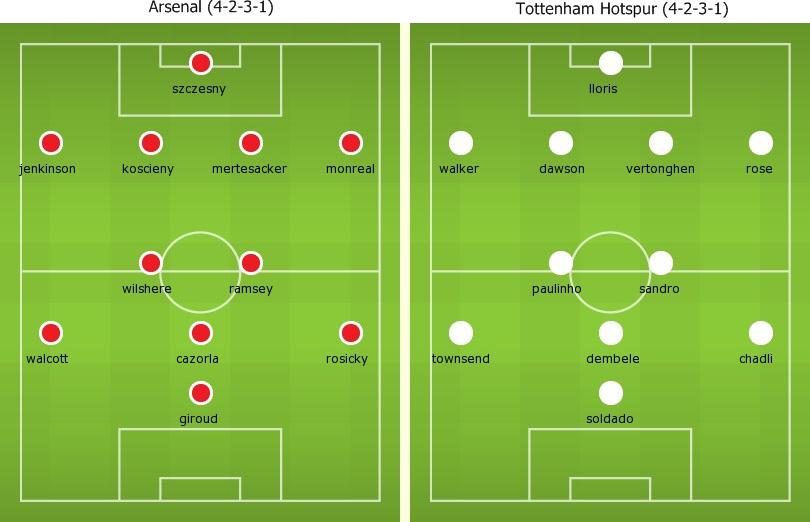 Arsenal (4-2-3-1)
szczesny
jenkinson koscieny mertesacker monreal
wilshere ramsey
walcott cazorla rosicky
giroud
Tottenham Hotspur (4-2-3-1)
lloris
walker dawson vertonghen rose
paulinho sandro
townsend dembele chadli
soldado